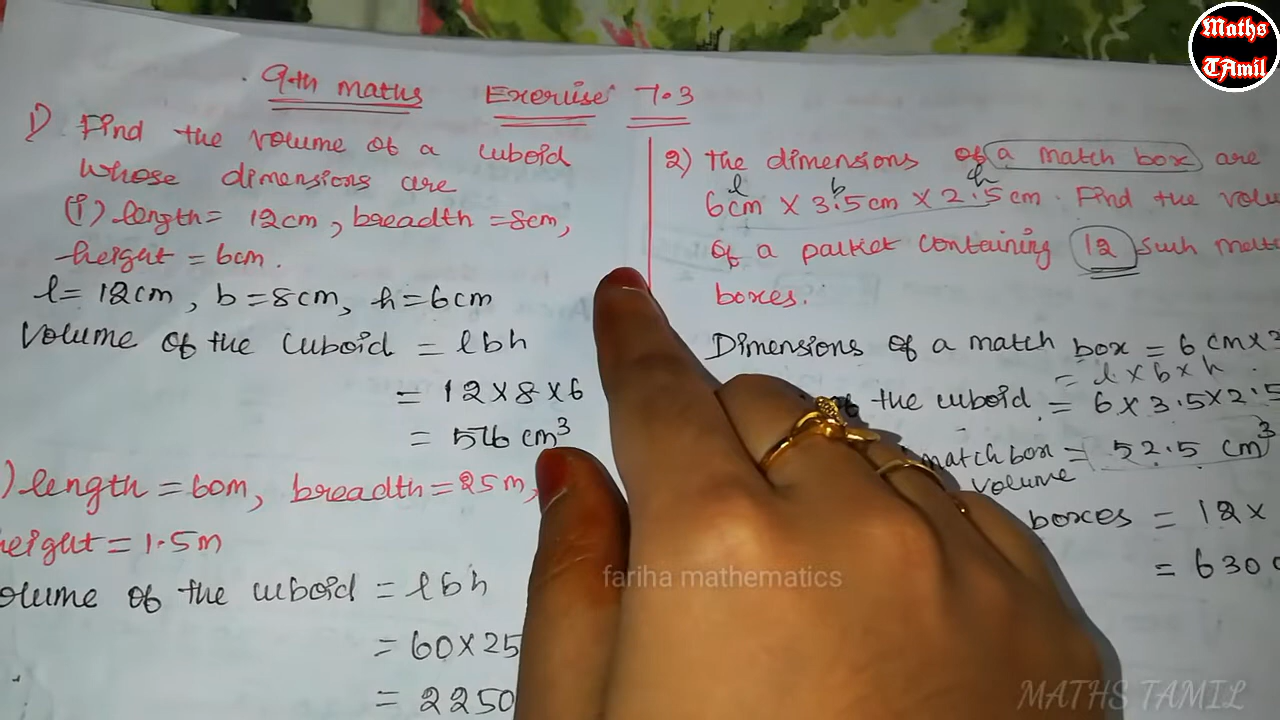 9th maths Exercise 7.3
1) Find the volume of a cuboid
whose dimensions are
(i) length = 12cm, breadth = 8cm,
height = 6cm.
l = 12cm, b = 8cm, h = 6cm
Volume of the cuboid = lbh
= 12 × 8 × 6
= 576 cm³
) length = 60m, breadth = 25m,
eight = 1.5m
olume of the cuboid = lbh
= 60 × 25
= 2250
2) The dimensions of a match box are
l b h
6cm × 3.5cm × 2.5cm. Find the volu
of a packet containing 12 such matc
boxes.
Dimensions of a match box = 6cm × 3
= l × b × h
of the cuboid = 6 × 3.5 × 2.5
match box = 52.5 cm³
volume
boxes = 12 ×
= 630 c
Maths
TAmil
fariha mathematics
MATHS TAMIL